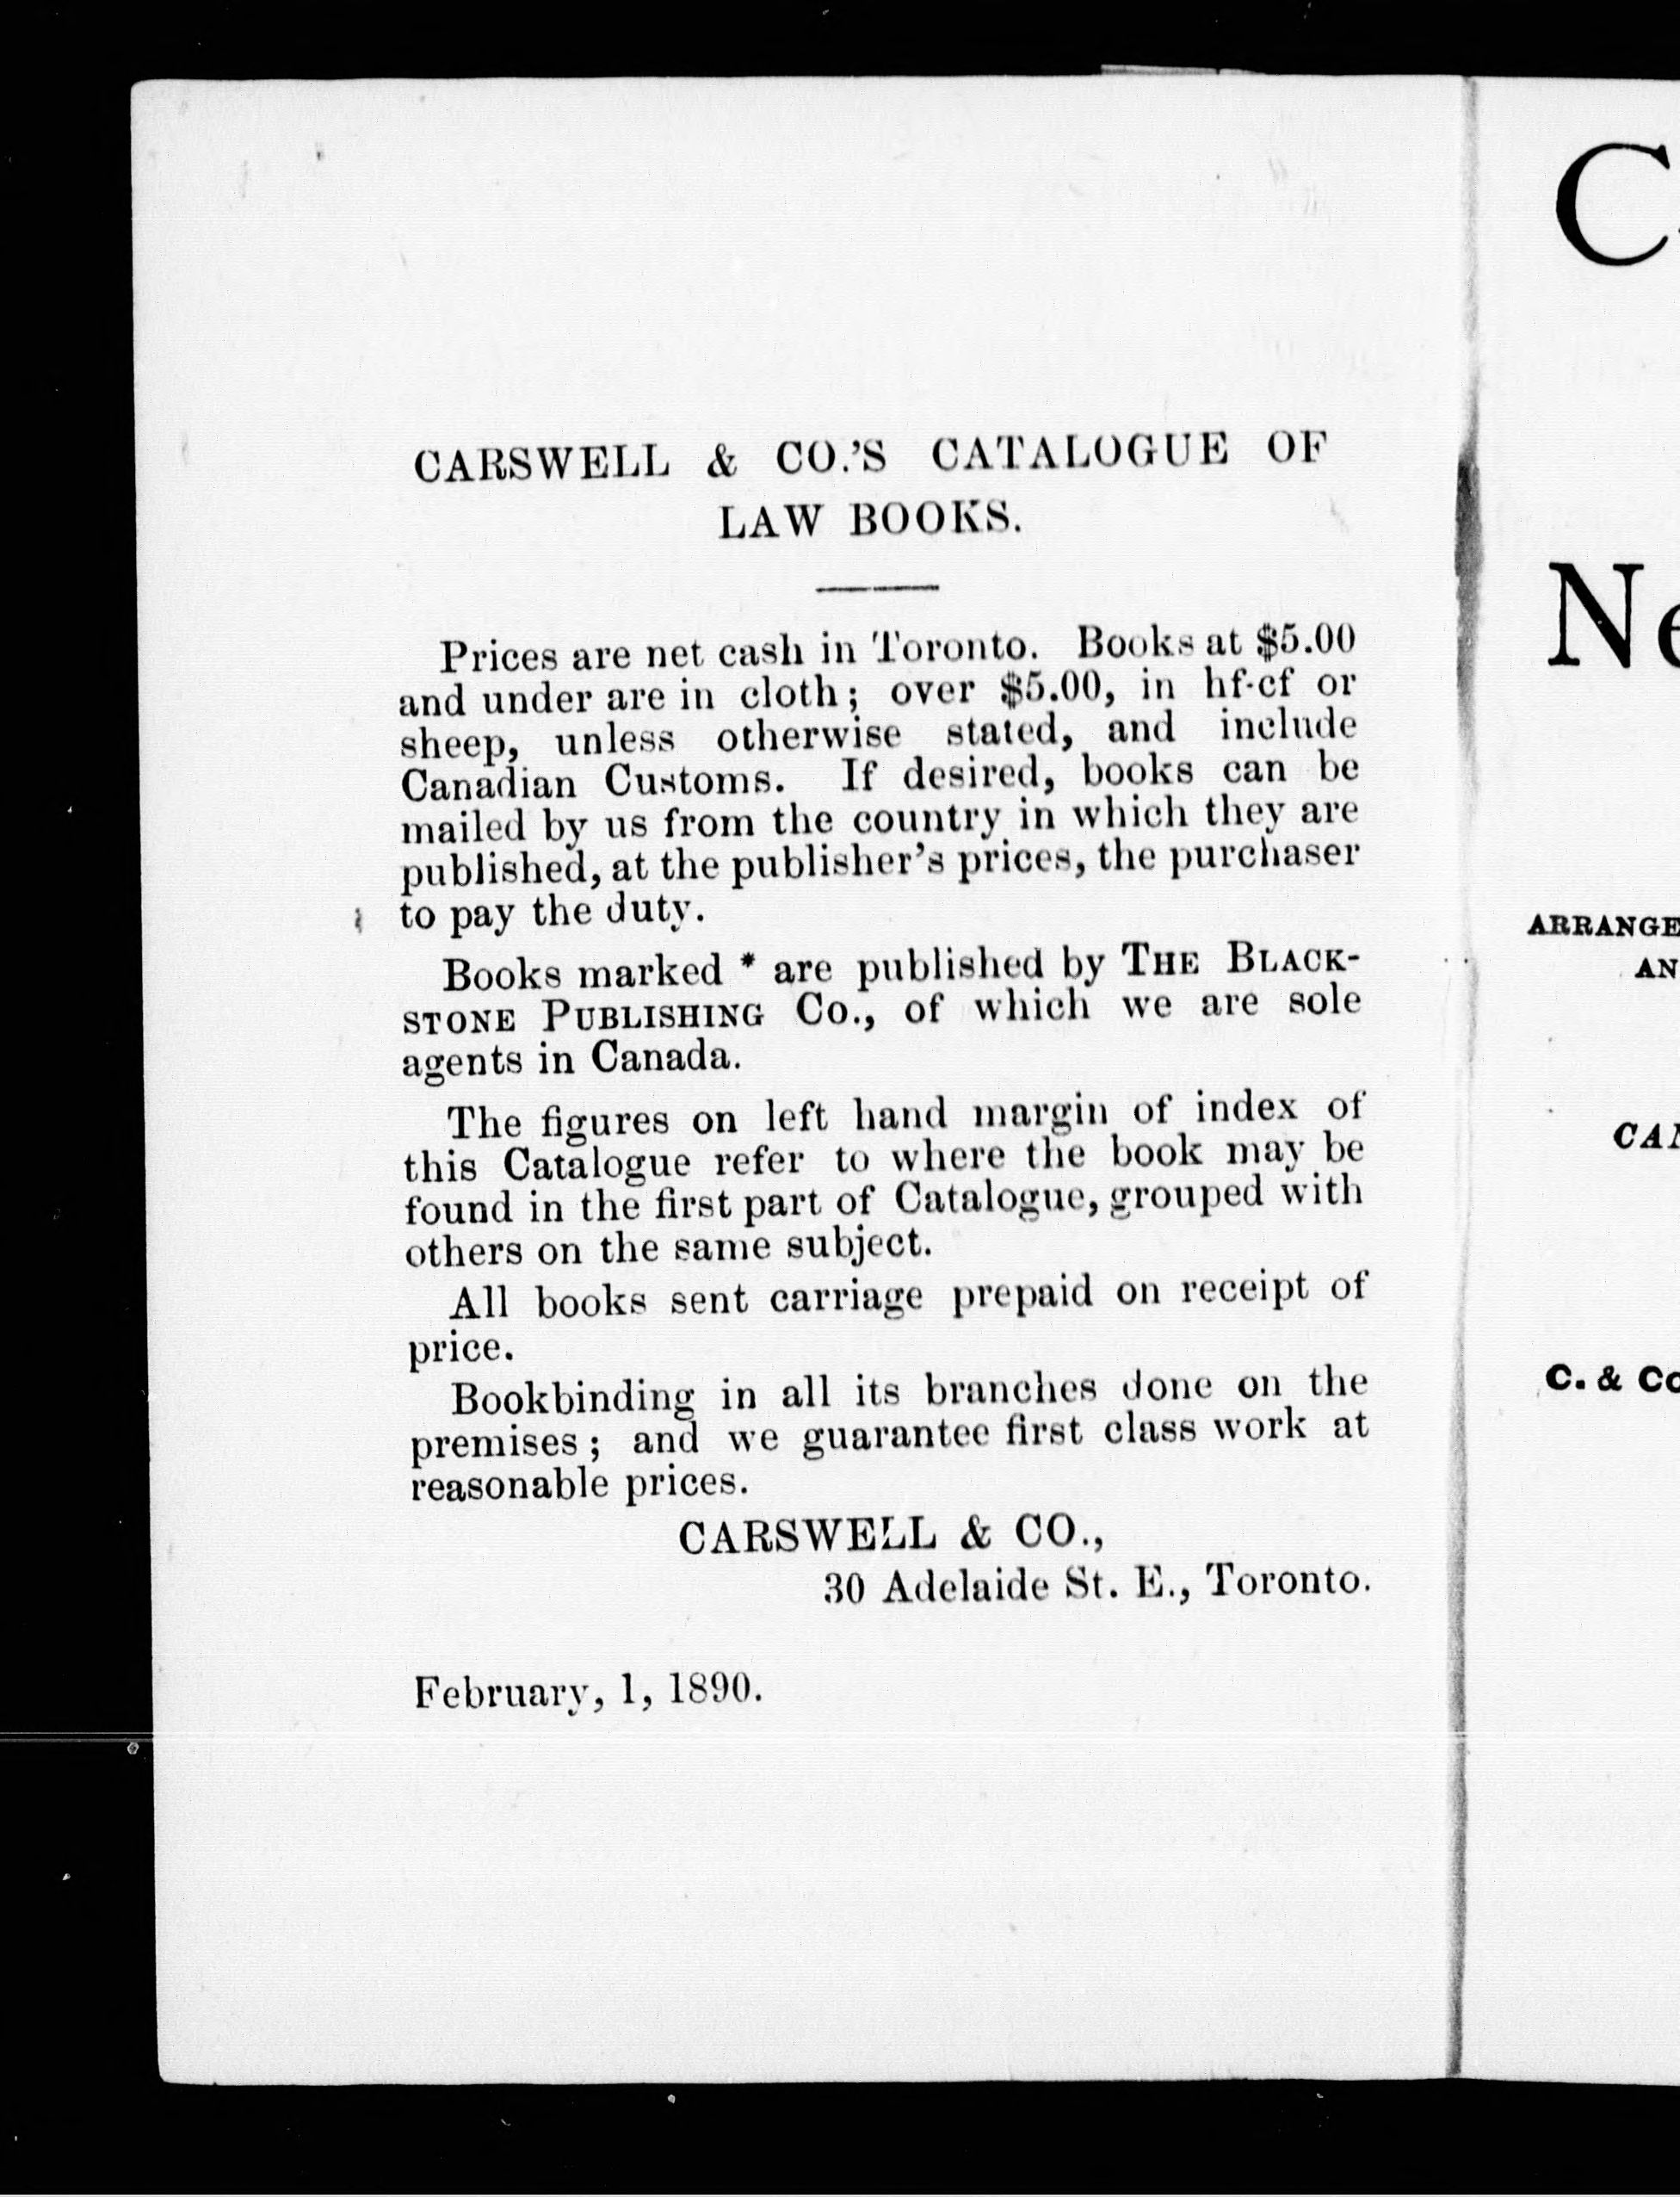 CARSWELL & CO.'S CATALOGUE OF
LAW BOOKS.
Prices are net cash in Toronto. Books at $5.00
and under are in cloth; over $5.00, in hf-cf or
sheep, unless otherwise stated, and include
Canadian Customs. If desired, books can be
mailed by us from the country in which they are
published, at the publisher's prices, the purchaser
to pay the duty.
Books marked * are published by THE BLACK-
STONE PUBLISHING Co., of which we are sole
agents in Canada.
The figures on left hand margin of index of
this Catalogue refer to where the book may be
found in the first part of Catalogue, grouped with
others on the same subject.
All books sent carriage prepaid on receipt of
price.
Bookbinding in all its branches done on the
premises; and we guarantee first class work at
reasonable prices.
CARSWELL & CO.,
30 Adelaide St. E., Toronto.
February, 1, 1890.
C. & Co